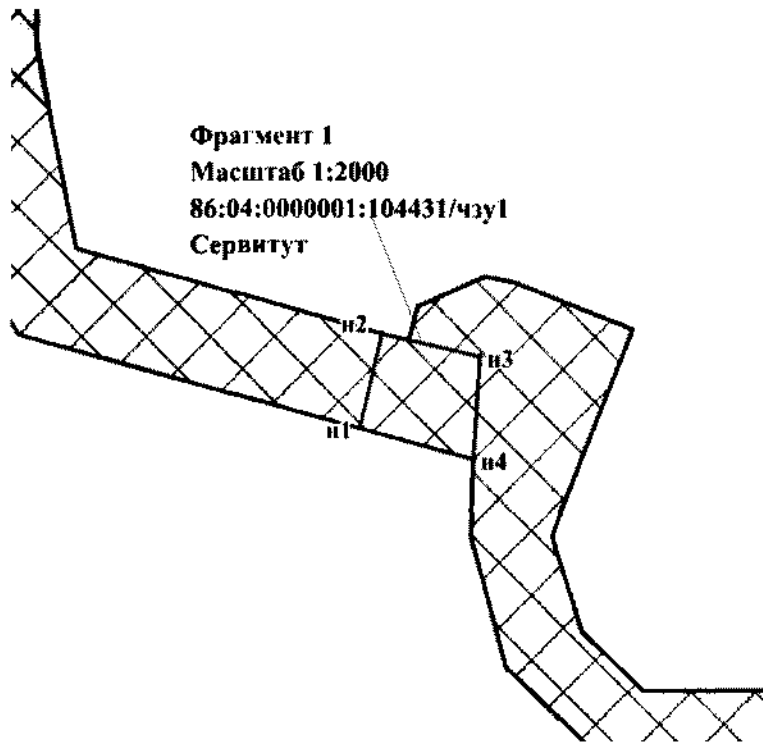 Фрагмент 1
Масштаб 1:2000
86:04:0000001:104431/чзу1
Сервитут
н2
н3
н1
н4